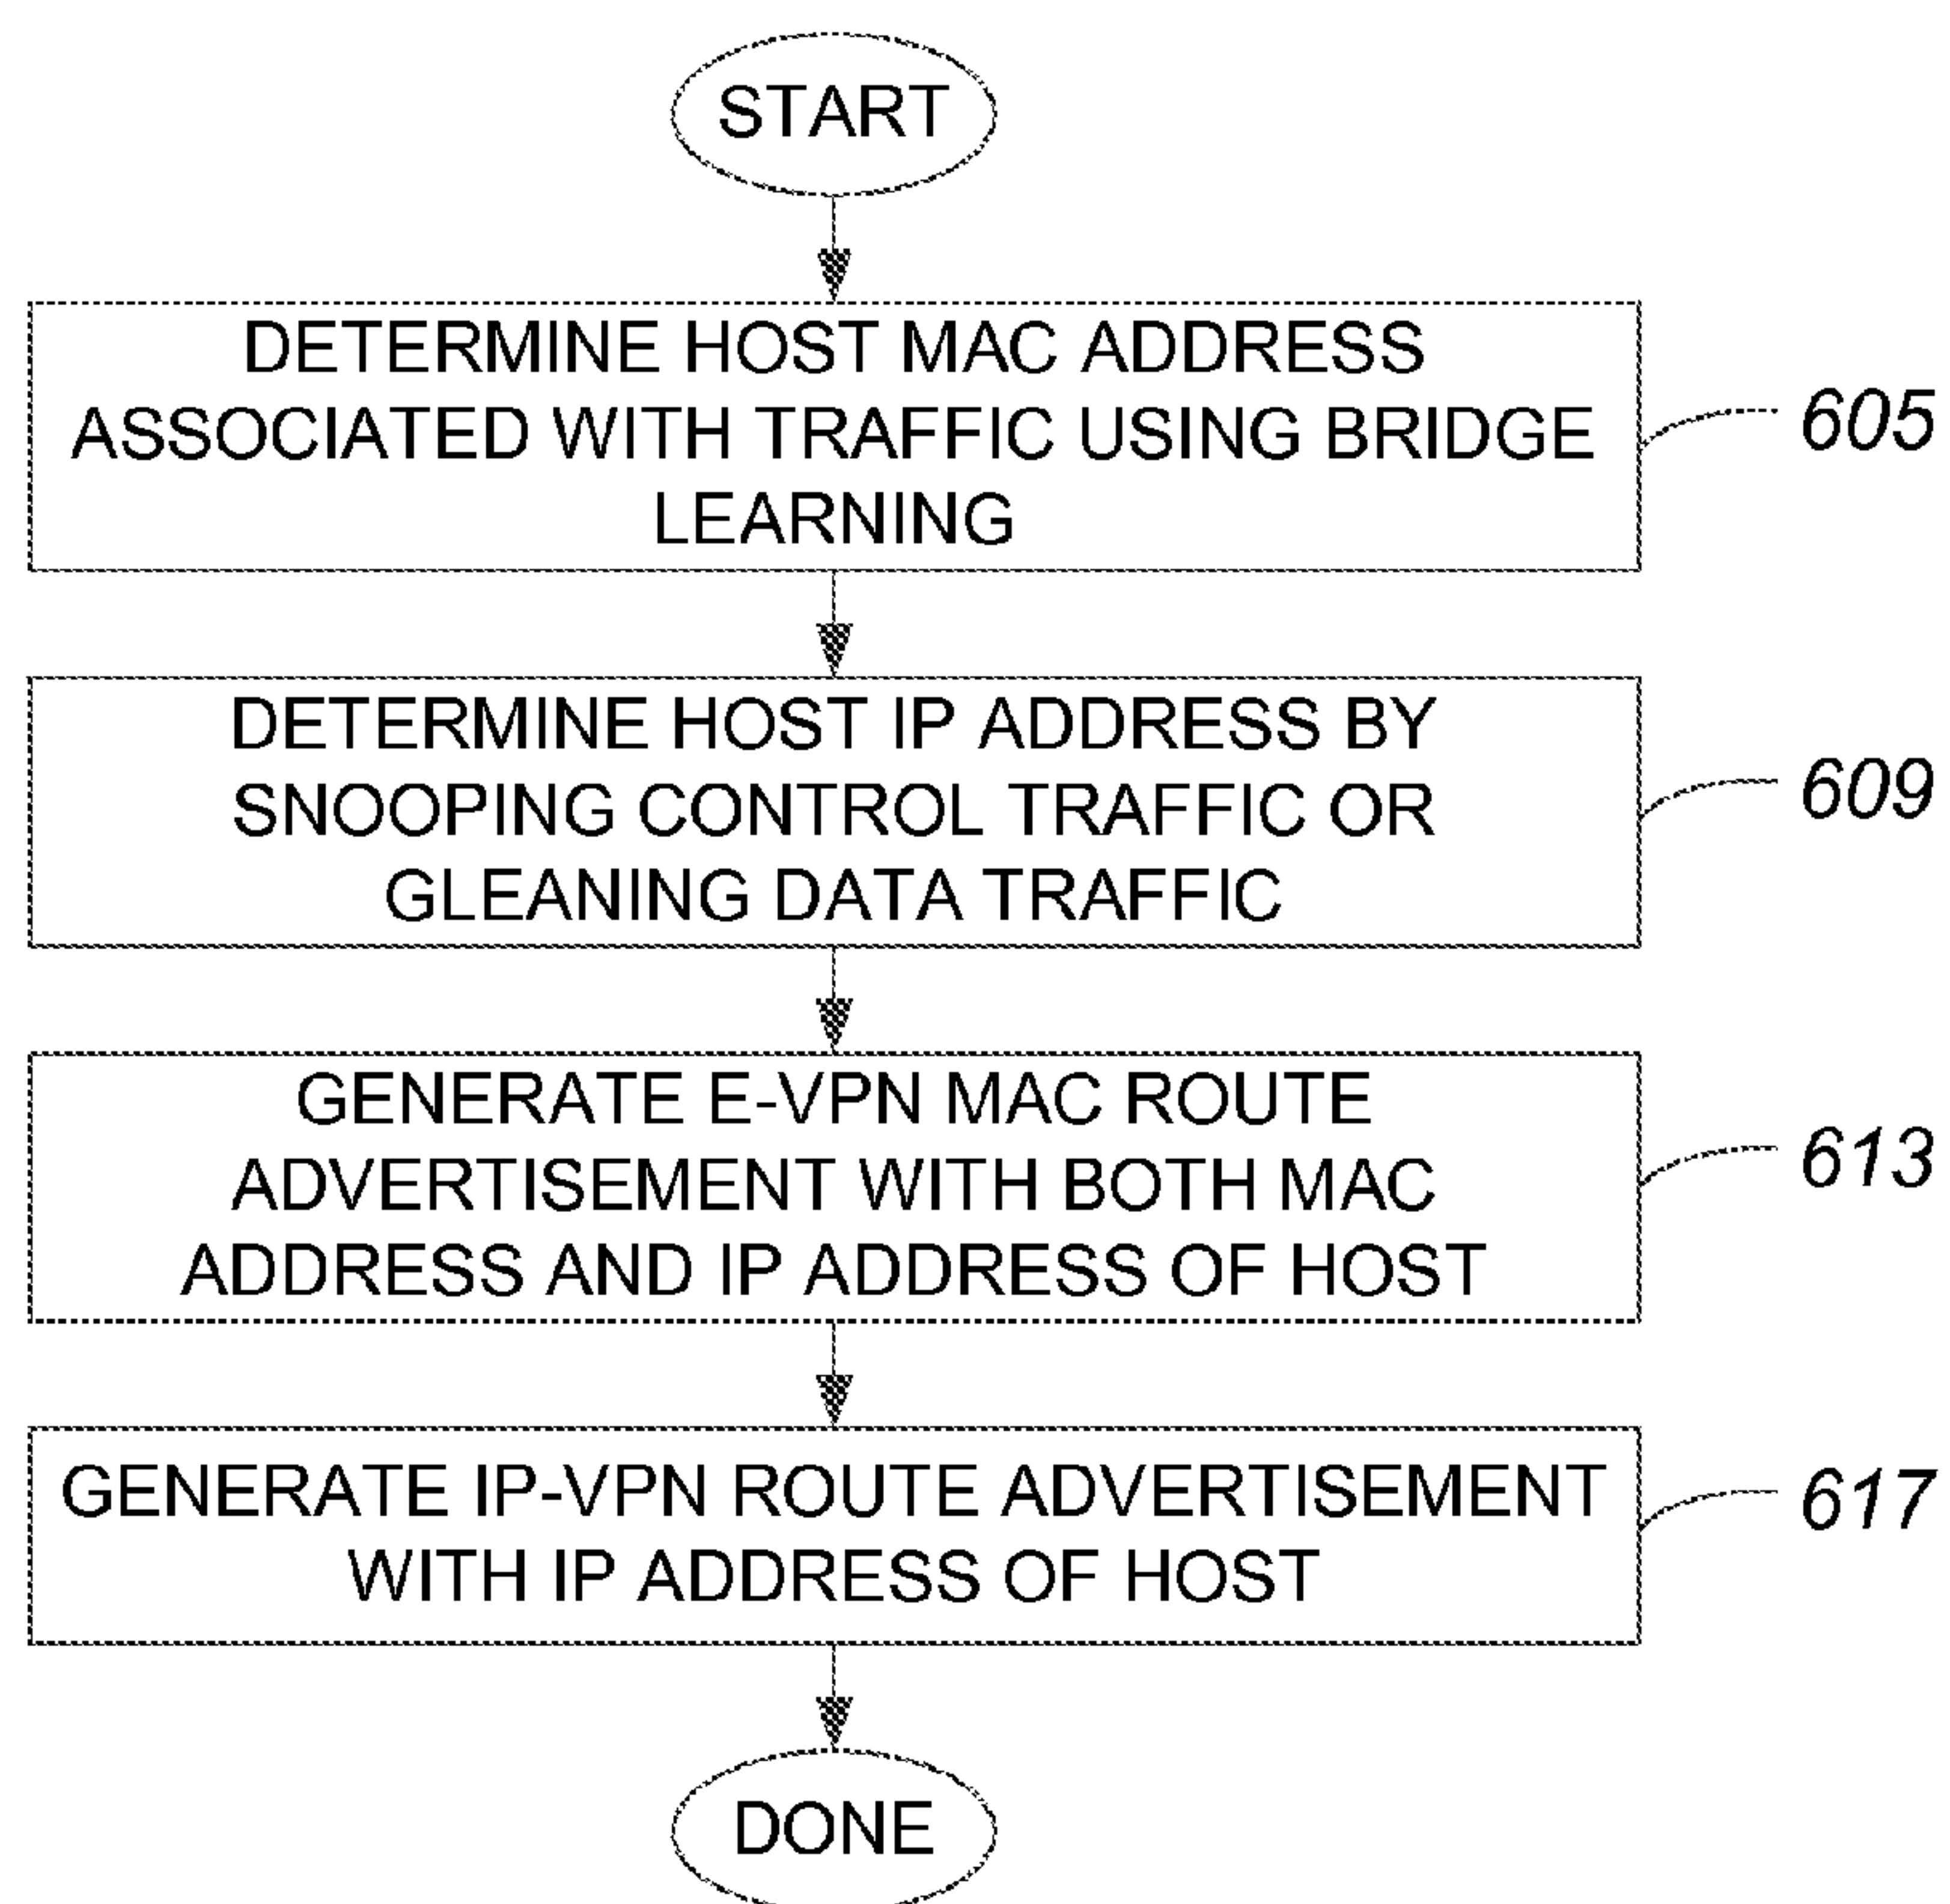 START
DETERMINE HOST MAC ADDRESS
ASSOCIATED WITH TRAFFIC USING BRIDGE
LEARNING
605
DETERMINE HOST IP ADDRESS BY
SNOOPING CONTROL TRAFFIC OR
GLEANING DATA TRAFFIC
609
GENERATE E-VPN MAC ROUTE
ADVERTISEMENT WITH BOTH MAC
ADDRESS AND IP ADDRESS OF HOST
613
GENERATE IP-VPN ROUTE ADVERTISEMENT
WITH IP ADDRESS OF HOST
617
DONE